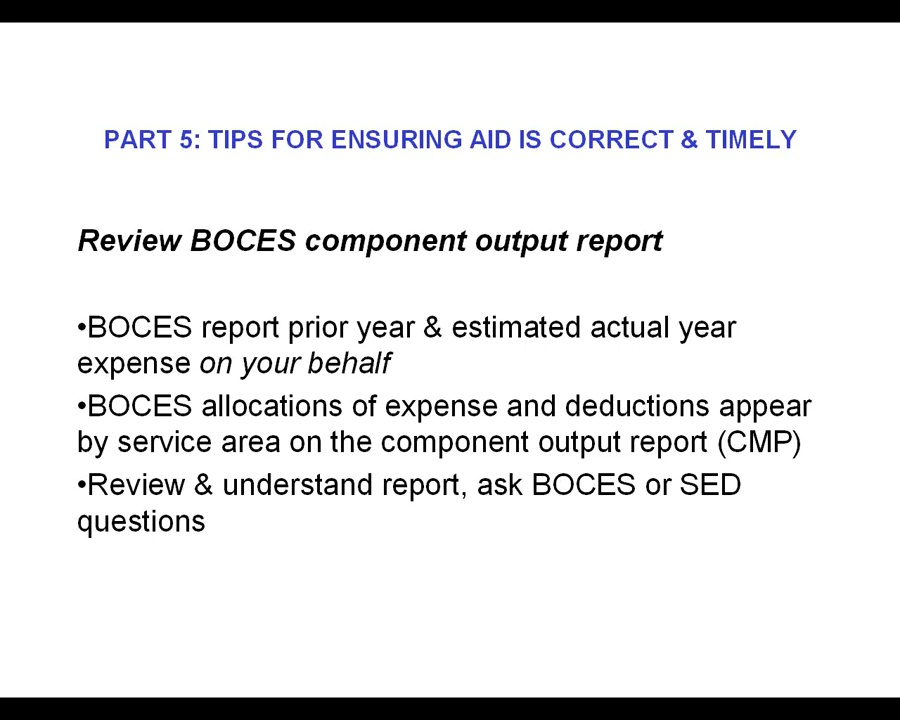 PART 5: TIPS FOR ENSURING AID IS CORRECT & TIMELY
Review BOCES component output report
•BOCES report prior year & estimated actual year
expense on your behalf
•BOCES allocations of expense and deductions appear
by service area on the component output report (CMP)
•Review & understand report, ask BOCES or SED
questions